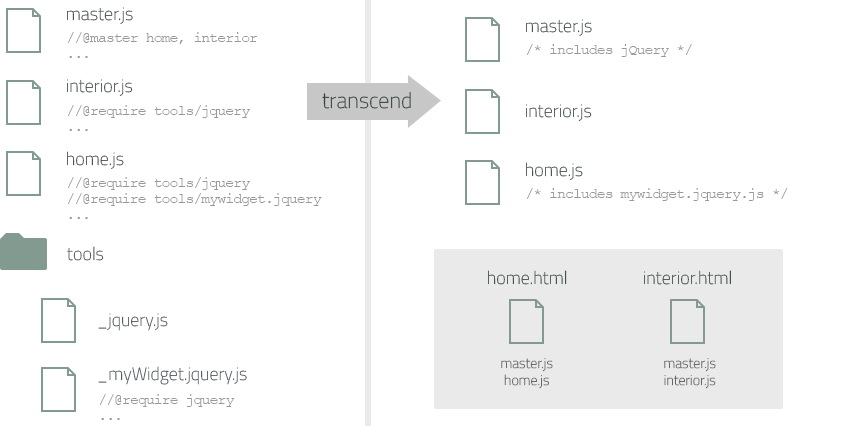 master.js
//@master home, interior
...
interior.js
//@require tools/jquery
...
home.js
//@require tools/jquery
//@require tools/mywidget.jquery
...
tools
_jquery.js
_myWidget.jquery.js
//@require jquery
...
transcend
master.js
/* includes jQuery */
interior.js
home.js
/* includes mywidget.jquery.js */
home.html
master.js
home.js
interior.html
master.js
interior.js